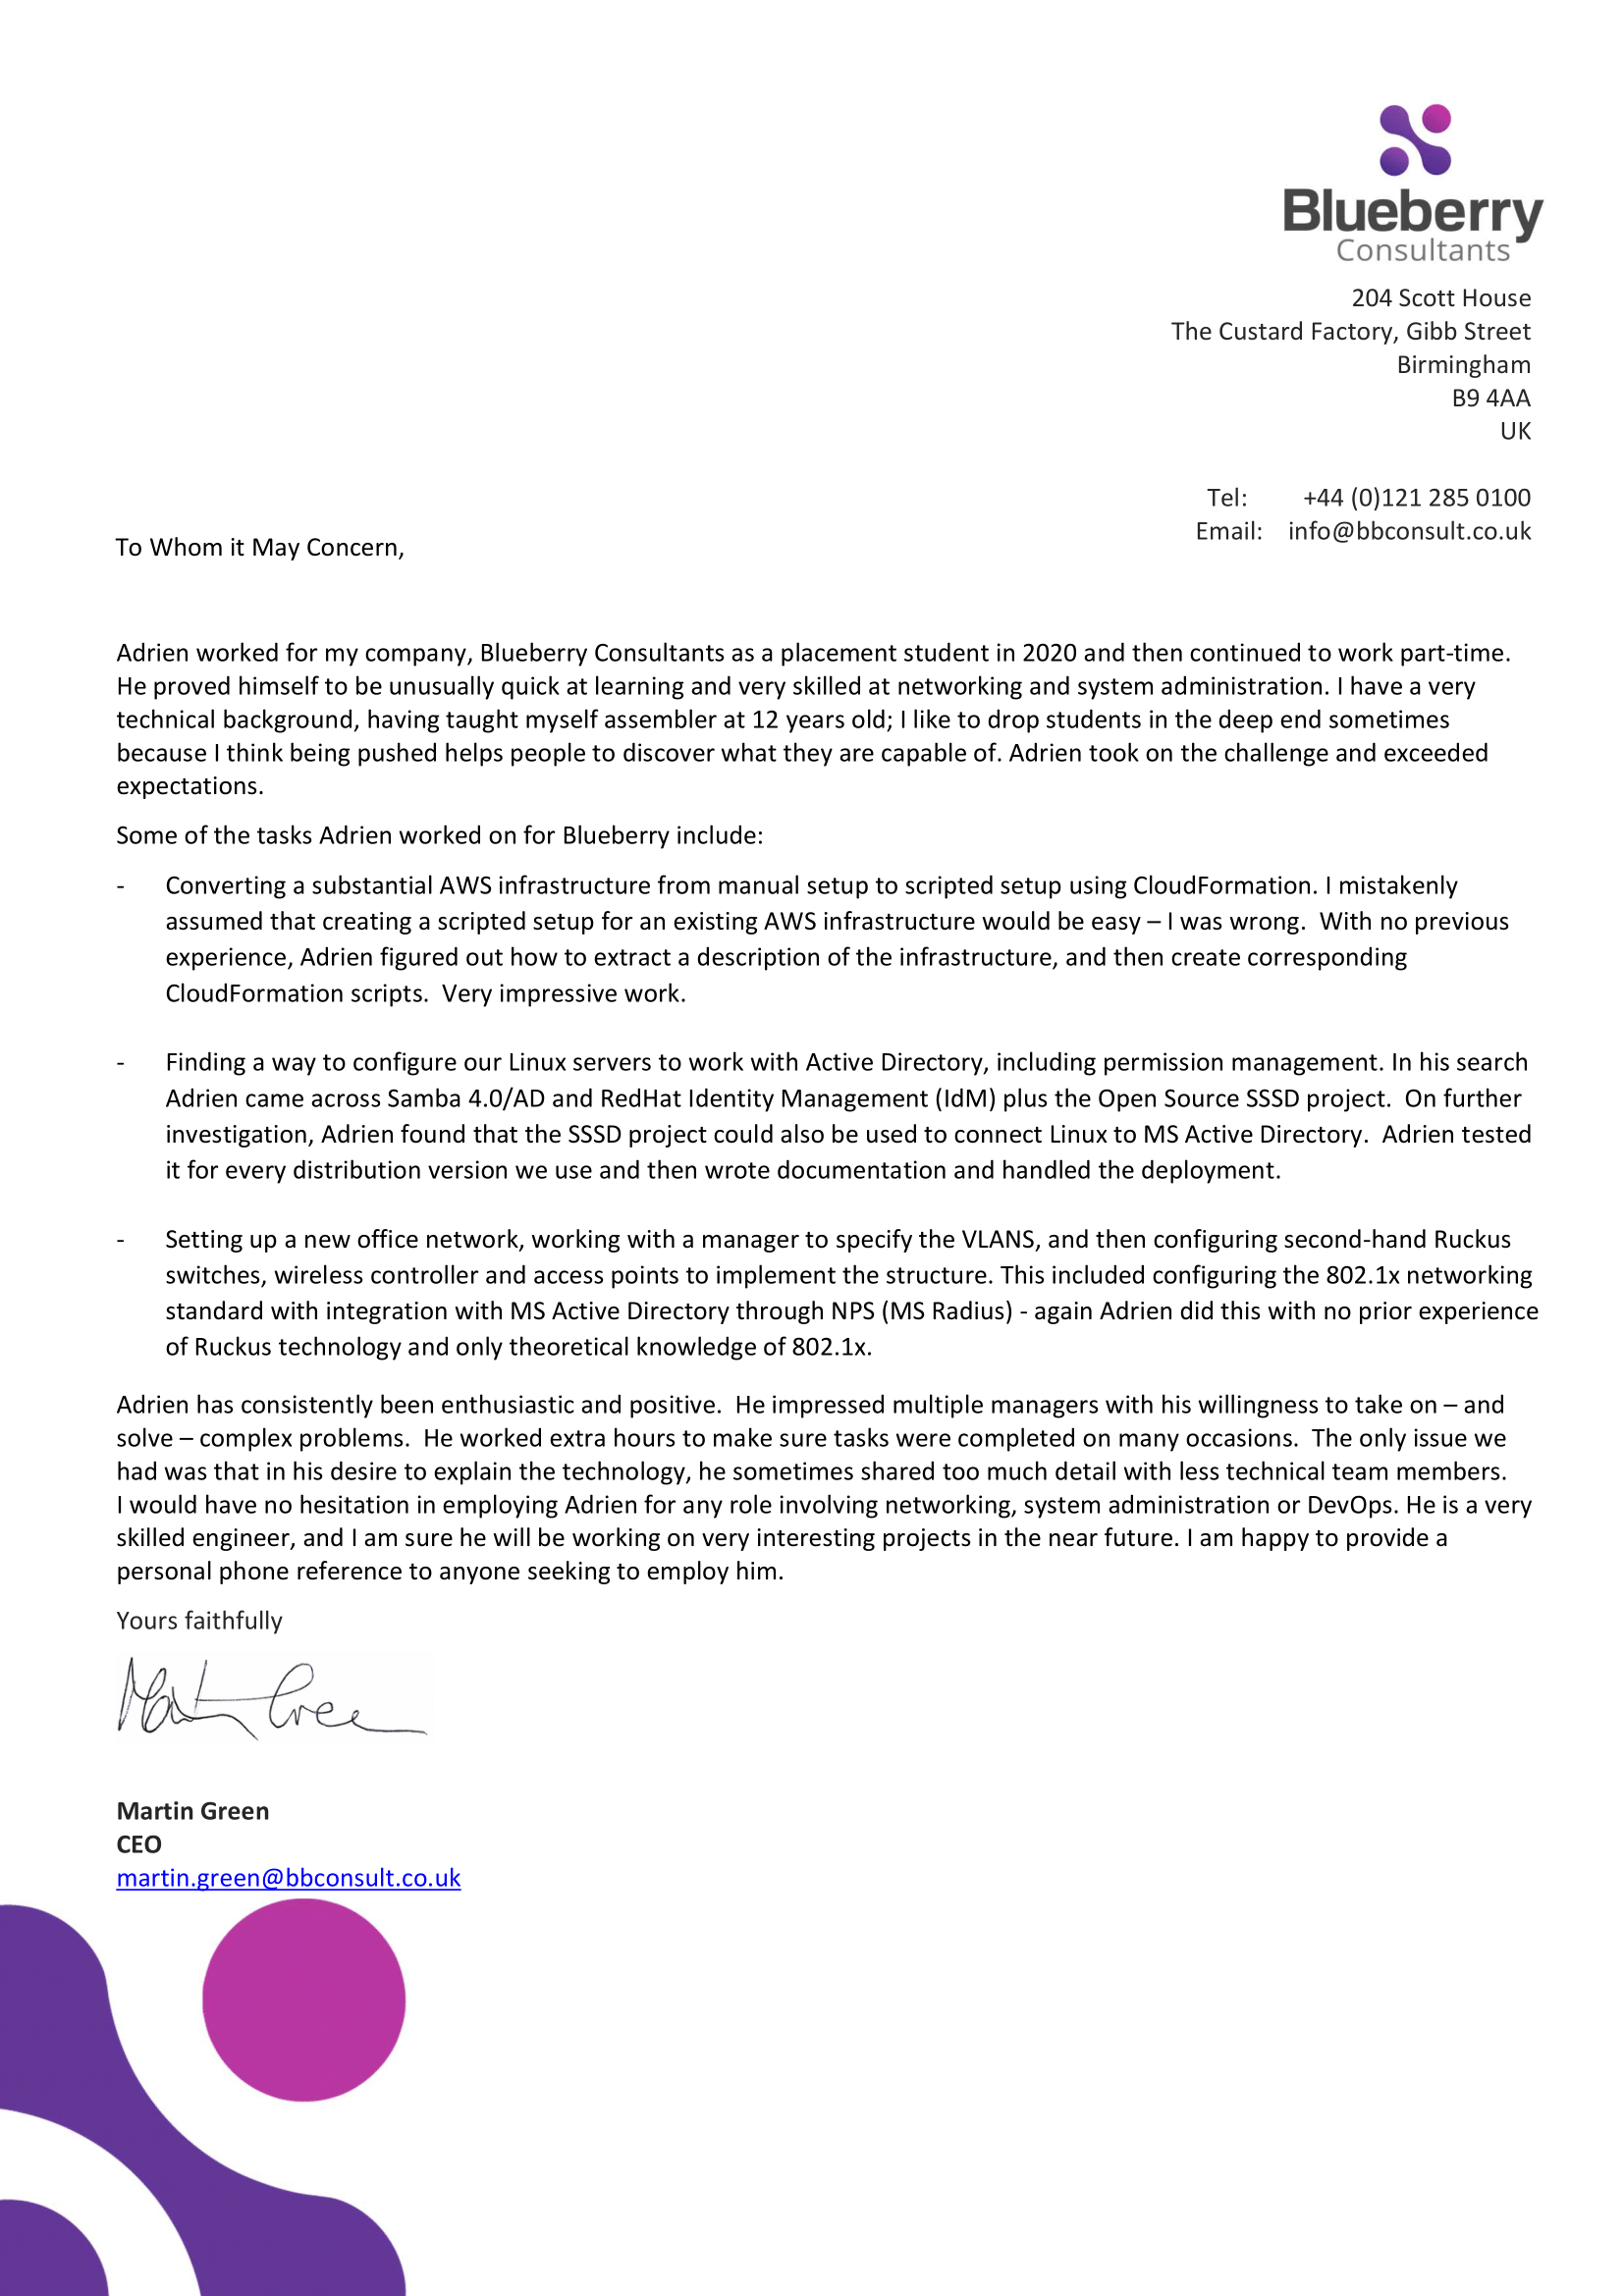 Blueberry
Consultants
204 Scott House
The Custard Factory, Gibb Street
Birmingham
B9 4AA
UK
Tel: +44 (0)121 285 0100
Email: info@bbconsult.co.uk
To Whom it May Concern,
Adrien worked for my company, Blueberry Consultants as a placement student in 2020 and then continued to work part-time.
He proved himself to be unusually quick at learning and very skilled at networking and system administration. I have a very
technical background, having taught myself assembler at 12 years old; I like to drop students in the deep end sometimes
because I think being pushed helps people to discover what they are capable of. Adrien took on the challenge and exceeded
expectations.
Some of the tasks Adrien worked on for Blueberry include:
- Converting a substantial AWS infrastructure from manual setup to scripted setup using CloudFormation. I mistakenly
assumed that creating a scripted setup for an existing AWS infrastructure would be easy – I was wrong.  With no previous
experience, Adrien figured out how to extract a description of the infrastructure, and then create corresponding
CloudFormation scripts.  Very impressive work.
- Finding a way to configure our Linux servers to work with Active Directory, including permission management. In his search
Adrien came across Samba 4.0/AD and RedHat Identity Management (IdM) plus the Open Source SSSD project.  On further
investigation, Adrien found that the SSSD project could also be used to connect Linux to MS Active Directory.  Adrien tested
it for every distribution version we use and then wrote documentation and handled the deployment.
- Setting up a new office network, working with a manager to specify the VLANS, and then configuring second-hand Ruckus
switches, wireless controller and access points to implement the structure. This included configuring the 802.1x networking
standard with integration with MS Active Directory through NPS (MS Radius) - again Adrien did this with no prior experience
of Ruckus technology and only theoretical knowledge of 802.1x.
Adrien has consistently been enthusiastic and positive.  He impressed multiple managers with his willingness to take on – and
solve – complex problems.  He worked extra hours to make sure tasks were completed on many occasions.  The only issue we
had was that in his desire to explain the technology, he sometimes shared too much detail with less technical team members.
I would have no hesitation in employing Adrien for any role involving networking, system administration or DevOps. He is a very
skilled engineer, and I am sure he will be working on very interesting projects in the near future. I am happy to provide a
personal phone reference to anyone seeking to employ him.
Yours faithfully
Martin Green
Martin Green
CEO
martin.green@bbconsult.co.uk